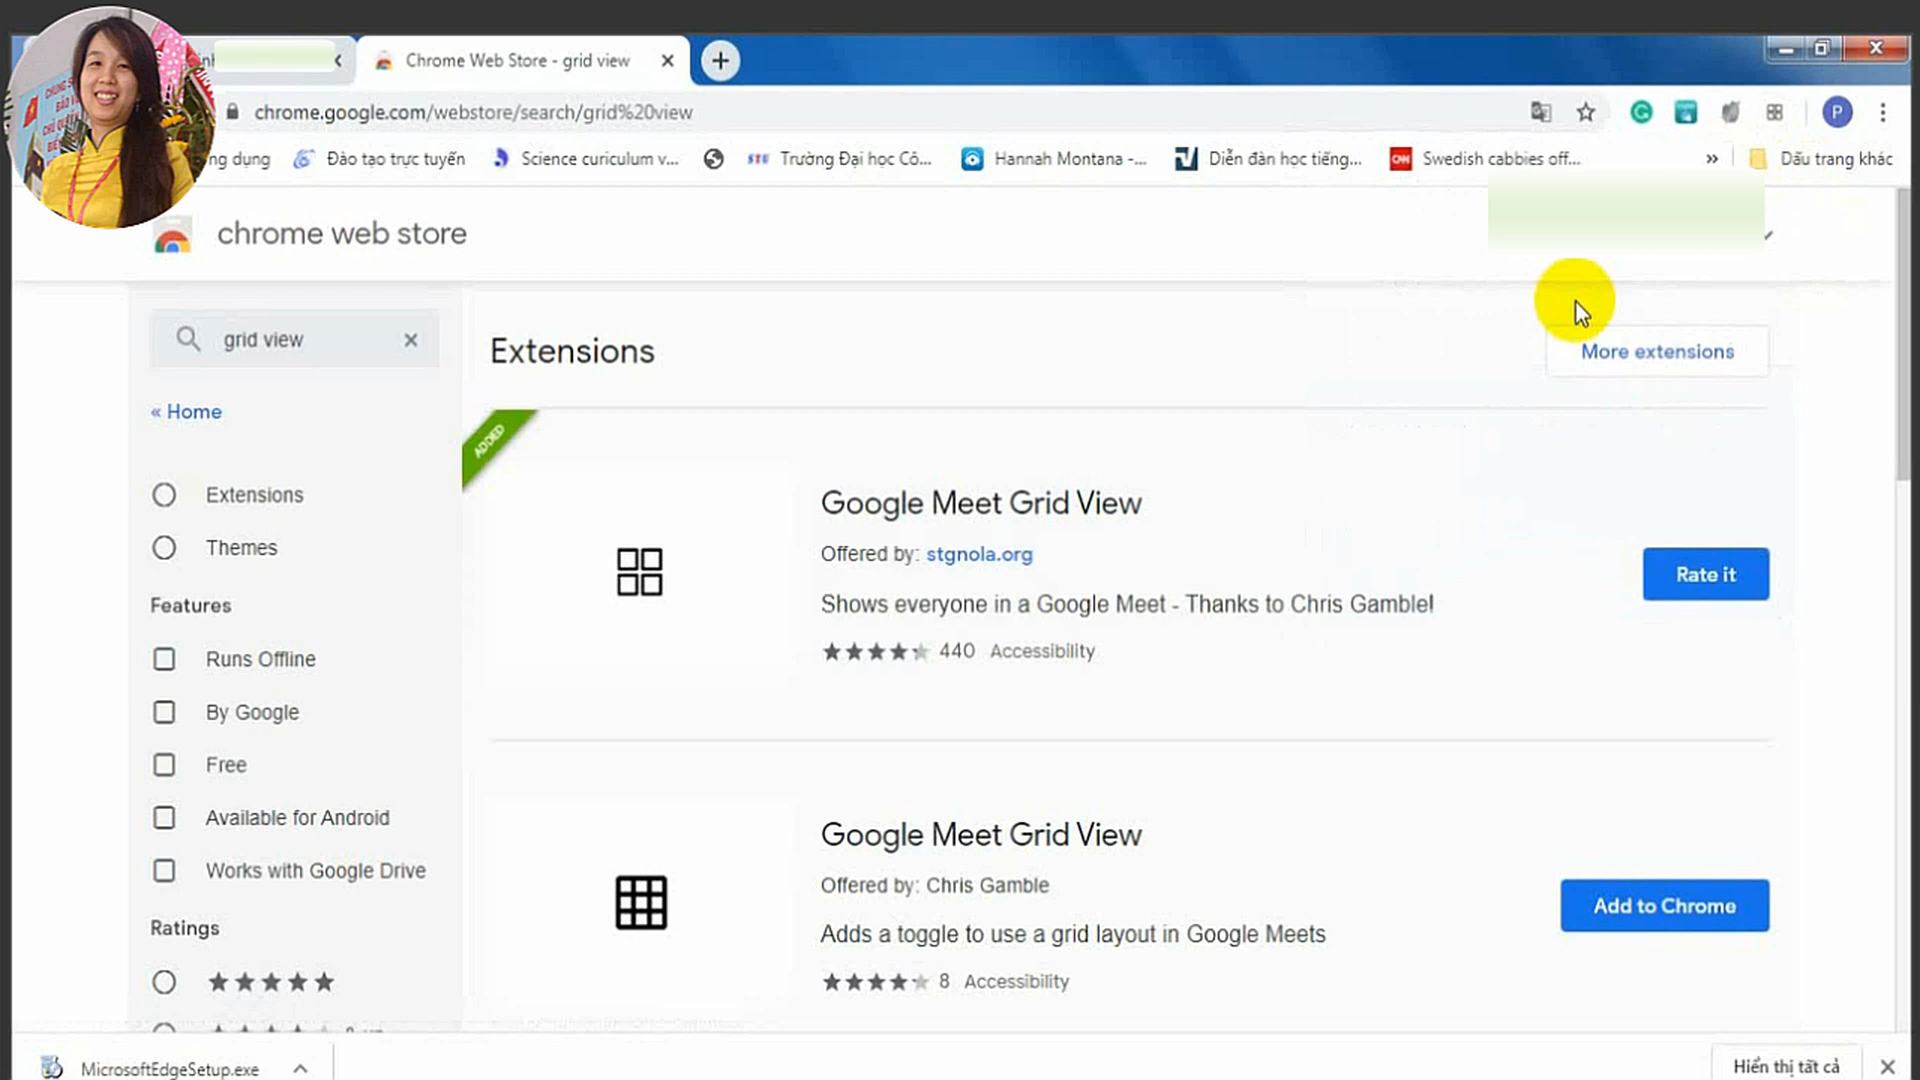 Chrome Web Store - grid view
chrome.google.com/webstore/search/grid%20view
P
ng dụng
Đào tạo trực tuyến
Science curiculum v...
STU
Trường Đại học Cô...
Hannah Montana -...
Diễn đàn học tiếng...
CNN
Swedish cabbies off...
»
Dấu trang khác
chrome web store
grid view
Extensions
More extensions
« Home
Extensions
Themes
Features
Runs Offline
By Google
Free
Available for Android
Works with Google Drive
Ratings
ADDED
Google Meet Grid View
Offered by: stgnola.org
Shows everyone in a Google Meet - Thanks to Chris Gamble!
440 Accessibility
Rate it
Google Meet Grid View
Offered by: Chris Gamble
Adds a toggle to use a grid layout in Google Meets
8 Accessibility
Add to Chrome
MicrosoftEdgeSetup.exe
Hiển thị tất cả